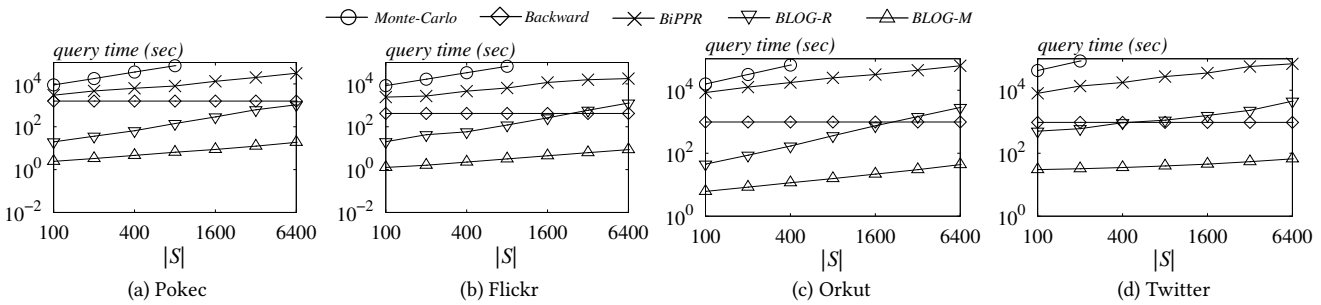 Monte-Carlo Backward BiPPR BLOG-R BLOG-M
query time (sec) query time (sec) query time (sec) query time (sec)
10^4 10^4 10^4 10^4
10^2 10^2 10^2 10^2
10^0 10^0
10^-2 10^-2 10^0 10^0
100 400 1600 6400 100 400 1600 6400 100 400 1600 6400 100 400 1600 6400
|S| |S| |S| |S|
(a) Pokec (b) Flickr (c) Orkut (d) Twitter